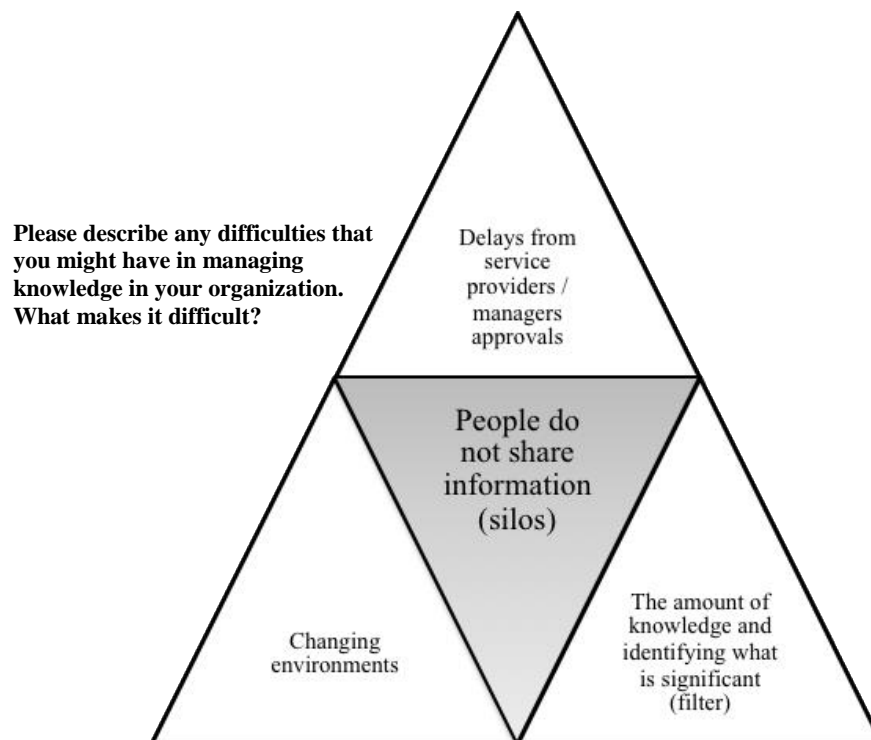 Please describe any difficulties that
you might have in managing
knowledge in your organization.
What makes it difficult?
Delays from
service
providers /
managers
approvals
People do
not share
information
(silos)
Changing
environments
The amount of
knowledge and
identifying what
is significant
(filter)